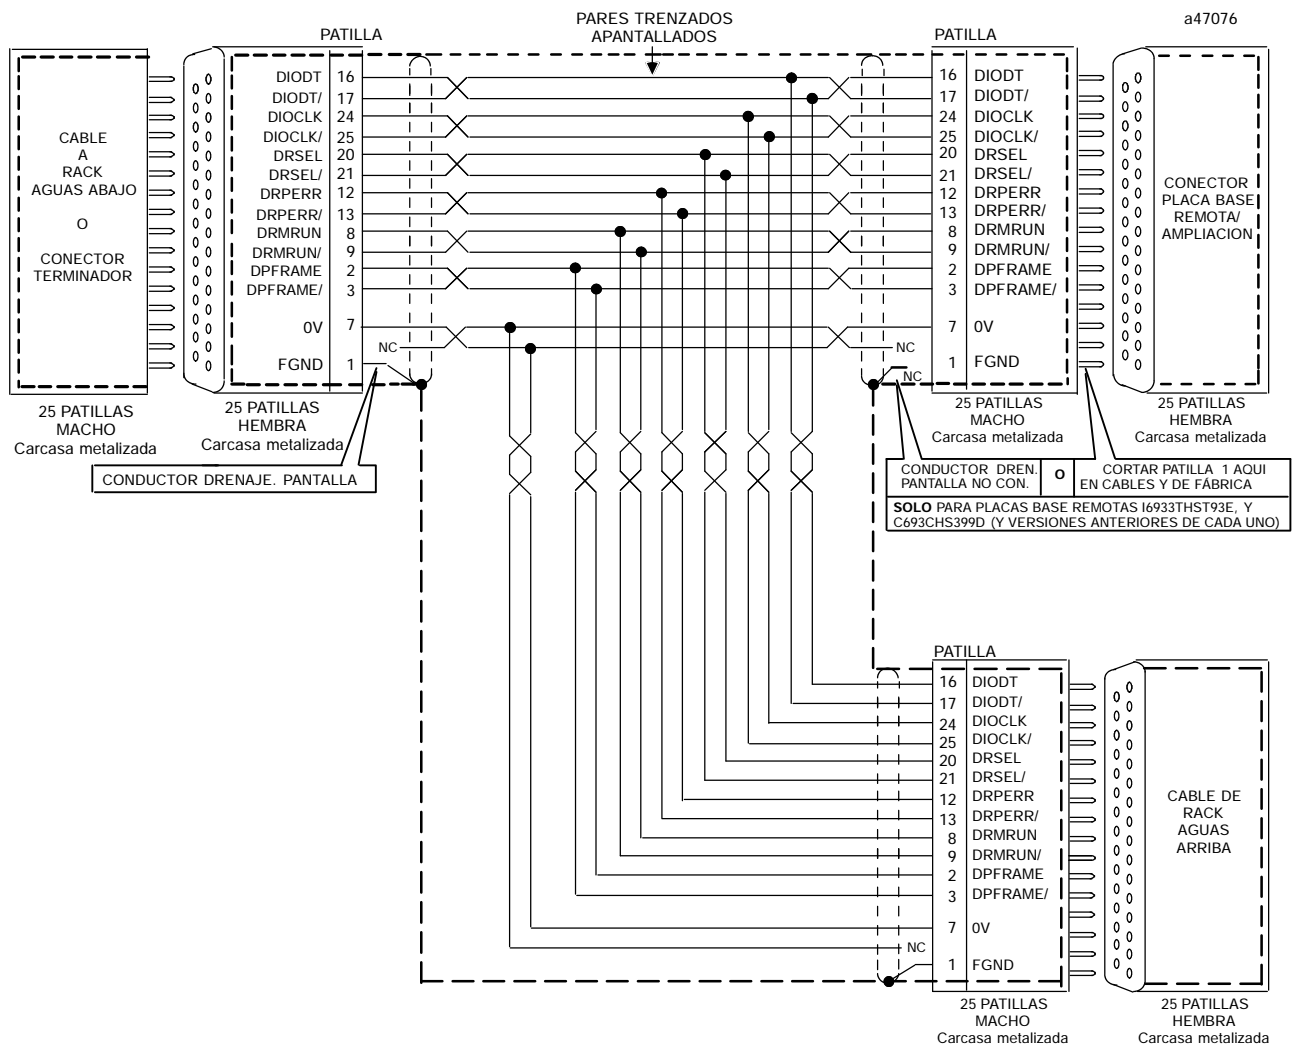 PARES TRENZADOS
APANTALLADOS
a47076
PATILLA
PATILLA
CABLE
A
RACK
AGUAS ABAJO
O
CONECTOR
TERMINADOR
DIODT 16
DIODT/ 17
DIOCLK 24
DIOCLK/ 25
DRSEL 20
DRSEL/ 21
DRPERR 12
DRPERR/ 13
DRMRUN 8
DRMRUN/ 9
DPFRAME 2
DPFRAME/ 3
0V 7
NC
FGND 1
16 DIODT
17 DIODT/
24 DIOCLK
25 DIOCLK/
20 DRSEL
21 DRSEL/
12 DRPERR
13 DRPERR/
8 DRMRUN
9 DRMRUN/
2 DPFRAME
3 DPFRAME/
7 0V
NC
1 FGND
NC
CONECTOR
PLACA BASE
REMOTA/
AMPLIACION
25 PATILLAS
MACHO
Carcasa metalizada
25 PATILLAS
HEMBRA
Carcasa metalizada
25 PATILLAS
MACHO
Carcasa metalizada
25 PATILLAS
HEMBRA
Carcasa metalizada
CONDUCTOR DRENAJE. PANTALLA
CONDUCTOR DREN.
PANTALLA NO CON.
O
CORTAR PATILLA 1 AQUI
EN CABLES Y DE FÁBRICA
SOLO PARA PLACAS BASE REMOTAS I6933THST93E, Y
C693CHS399D (Y VERSIONES ANTERIORES DE CADA UNO)
PATILLA
16 DIODT
17 DIODT/
24 DIOCLK
25 DIOCLK/
20 DRSEL
21 DRSEL/
12 DRPERR
13 DRPERR/
8 DRMRUN
9 DRMRUN/
2 DPFRAME
3 DPFRAME/
7 0V
NC
1 FGND
CABLE DE
RACK
AGUAS
ARRIBA
25 PATILLAS
MACHO
Carcasa metalizada
25 PATILLAS
HEMBRA
Carcasa metalizada